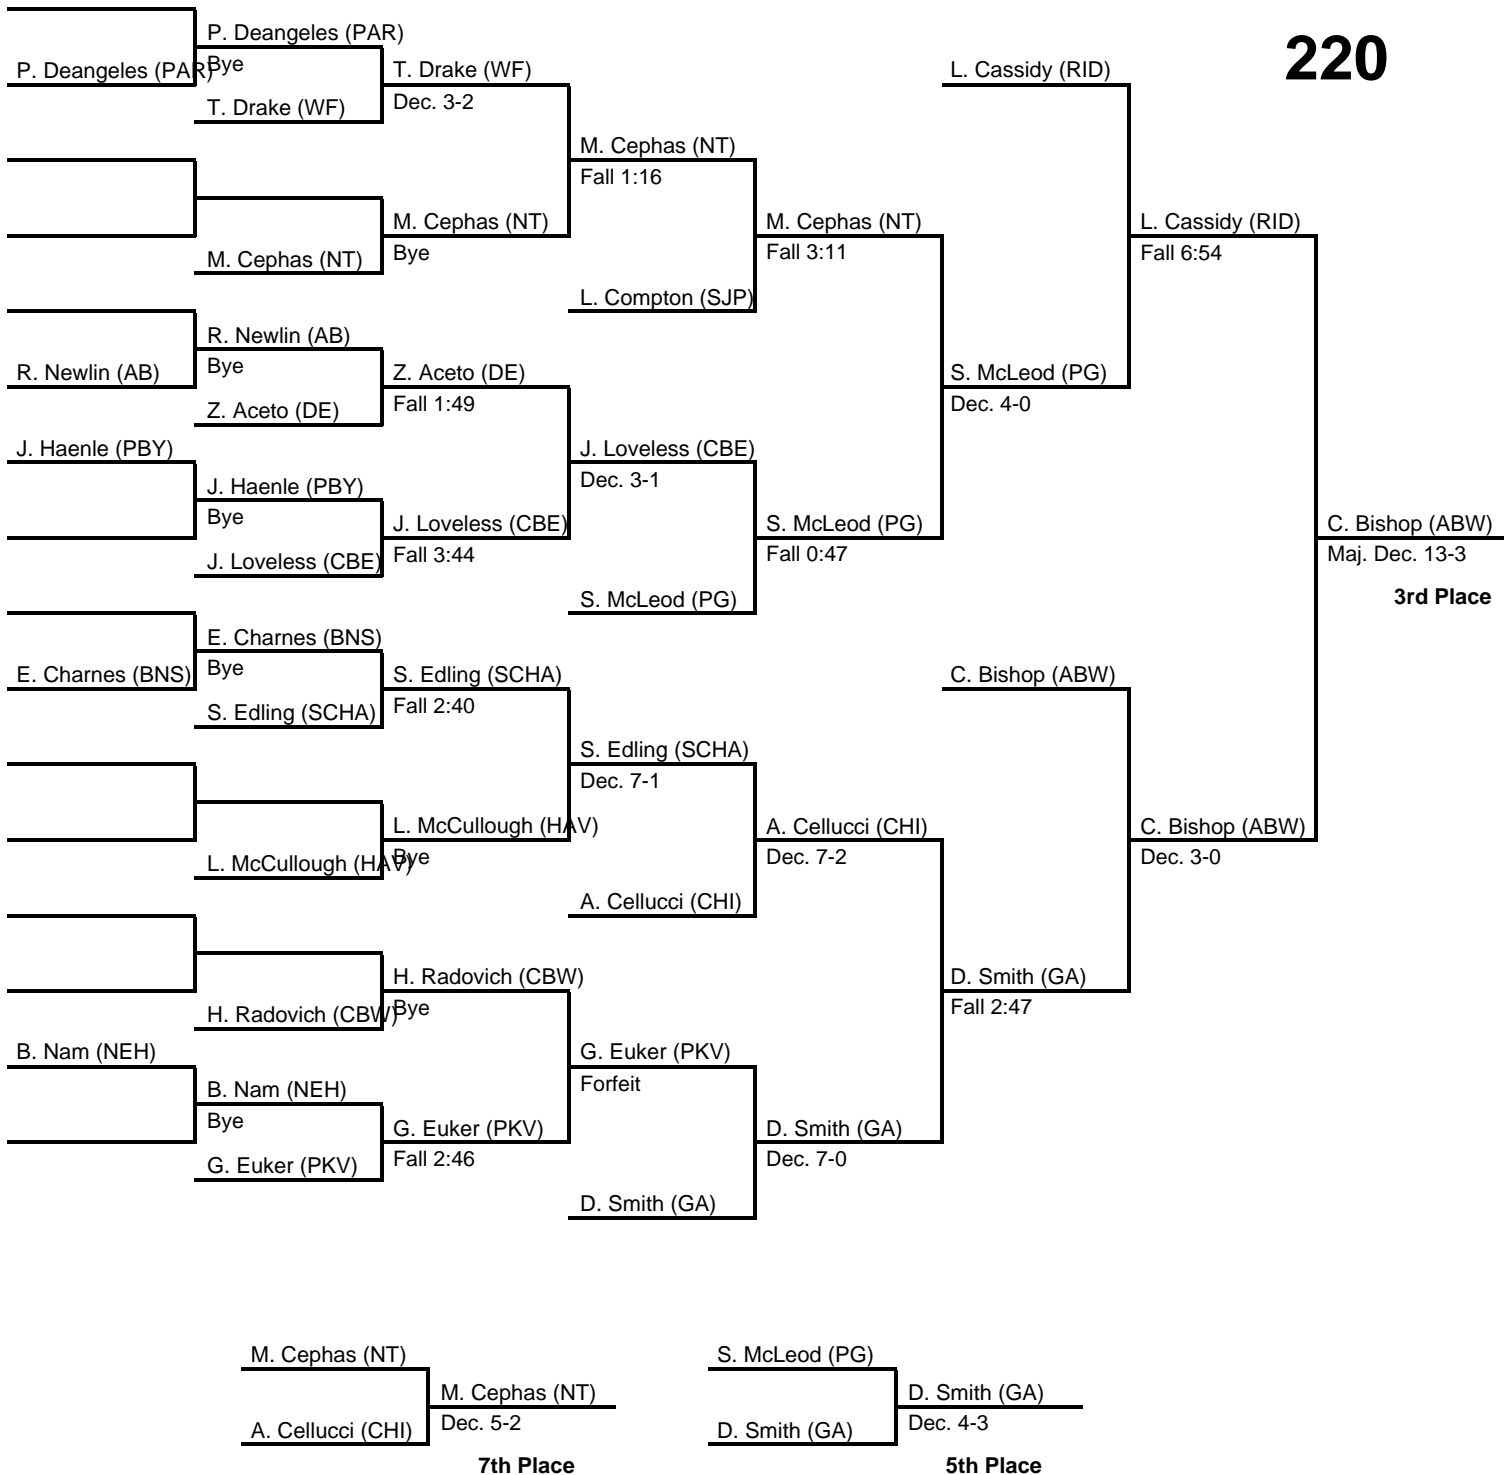 220
P. Deangeles (PAR)
P. Deangeles (PAR)
Bye
T. Drake (WF)
T. Drake (WF)
Dec. 3-2
M. Cephas (NT)
M. Cephas (NT)
Bye
M. Cephas (NT)
Fall 1:16
L. Compton (SJP)
M. Cephas (NT)
Fall 3:11
R. Newlin (AB)
R. Newlin (AB)
Bye
Z. Aceto (DE)
Z. Aceto (DE)
Fall 1:49
J. Haenle (PBY)
J. Haenle (PBY)
Bye
J. Loveless (CBE)
J. Loveless (CBE)
Fall 3:44
J. Loveless (CBE)
Dec. 3-1
S. McLeod (PG)
S. McLeod (PG)
Fall 0:47
S. McLeod (PG)
Dec. 4-0
L. Cassidy (RID)
L. Cassidy (RID)
Fall 6:54
E. Charnes (BNS)
E. Charnes (BNS)
Bye
S. Edling (SCHA)
S. Edling (SCHA)
Fall 2:40
L. McCullough (HAV)
L. McCullough (HAV)
Bye
S. Edling (SCHA)
Dec. 7-1
A. Cellucci (CHI)
A. Cellucci (CHI)
Dec. 7-2
H. Radovich (CBW)
H. Radovich (CBW)
Bye
B. Nam (NEH)
B. Nam (NEH)
Bye
G. Euker (PKV)
G. Euker (PKV)
Fall 2:46
G. Euker (PKV)
Forfeit
D. Smith (GA)
D. Smith (GA)
Dec. 7-0
D. Smith (GA)
Fall 2:47
C. Bishop (ABW)
C. Bishop (ABW)
Dec. 3-0
C. Bishop (ABW)
Maj. Dec. 13-3
3rd Place
M. Cephas (NT)
A. Cellucci (CHI)
M. Cephas (NT)
Dec. 5-2
7th Place
S. McLeod (PG)
D. Smith (GA)
D. Smith (GA)
Dec. 4-3
5th Place